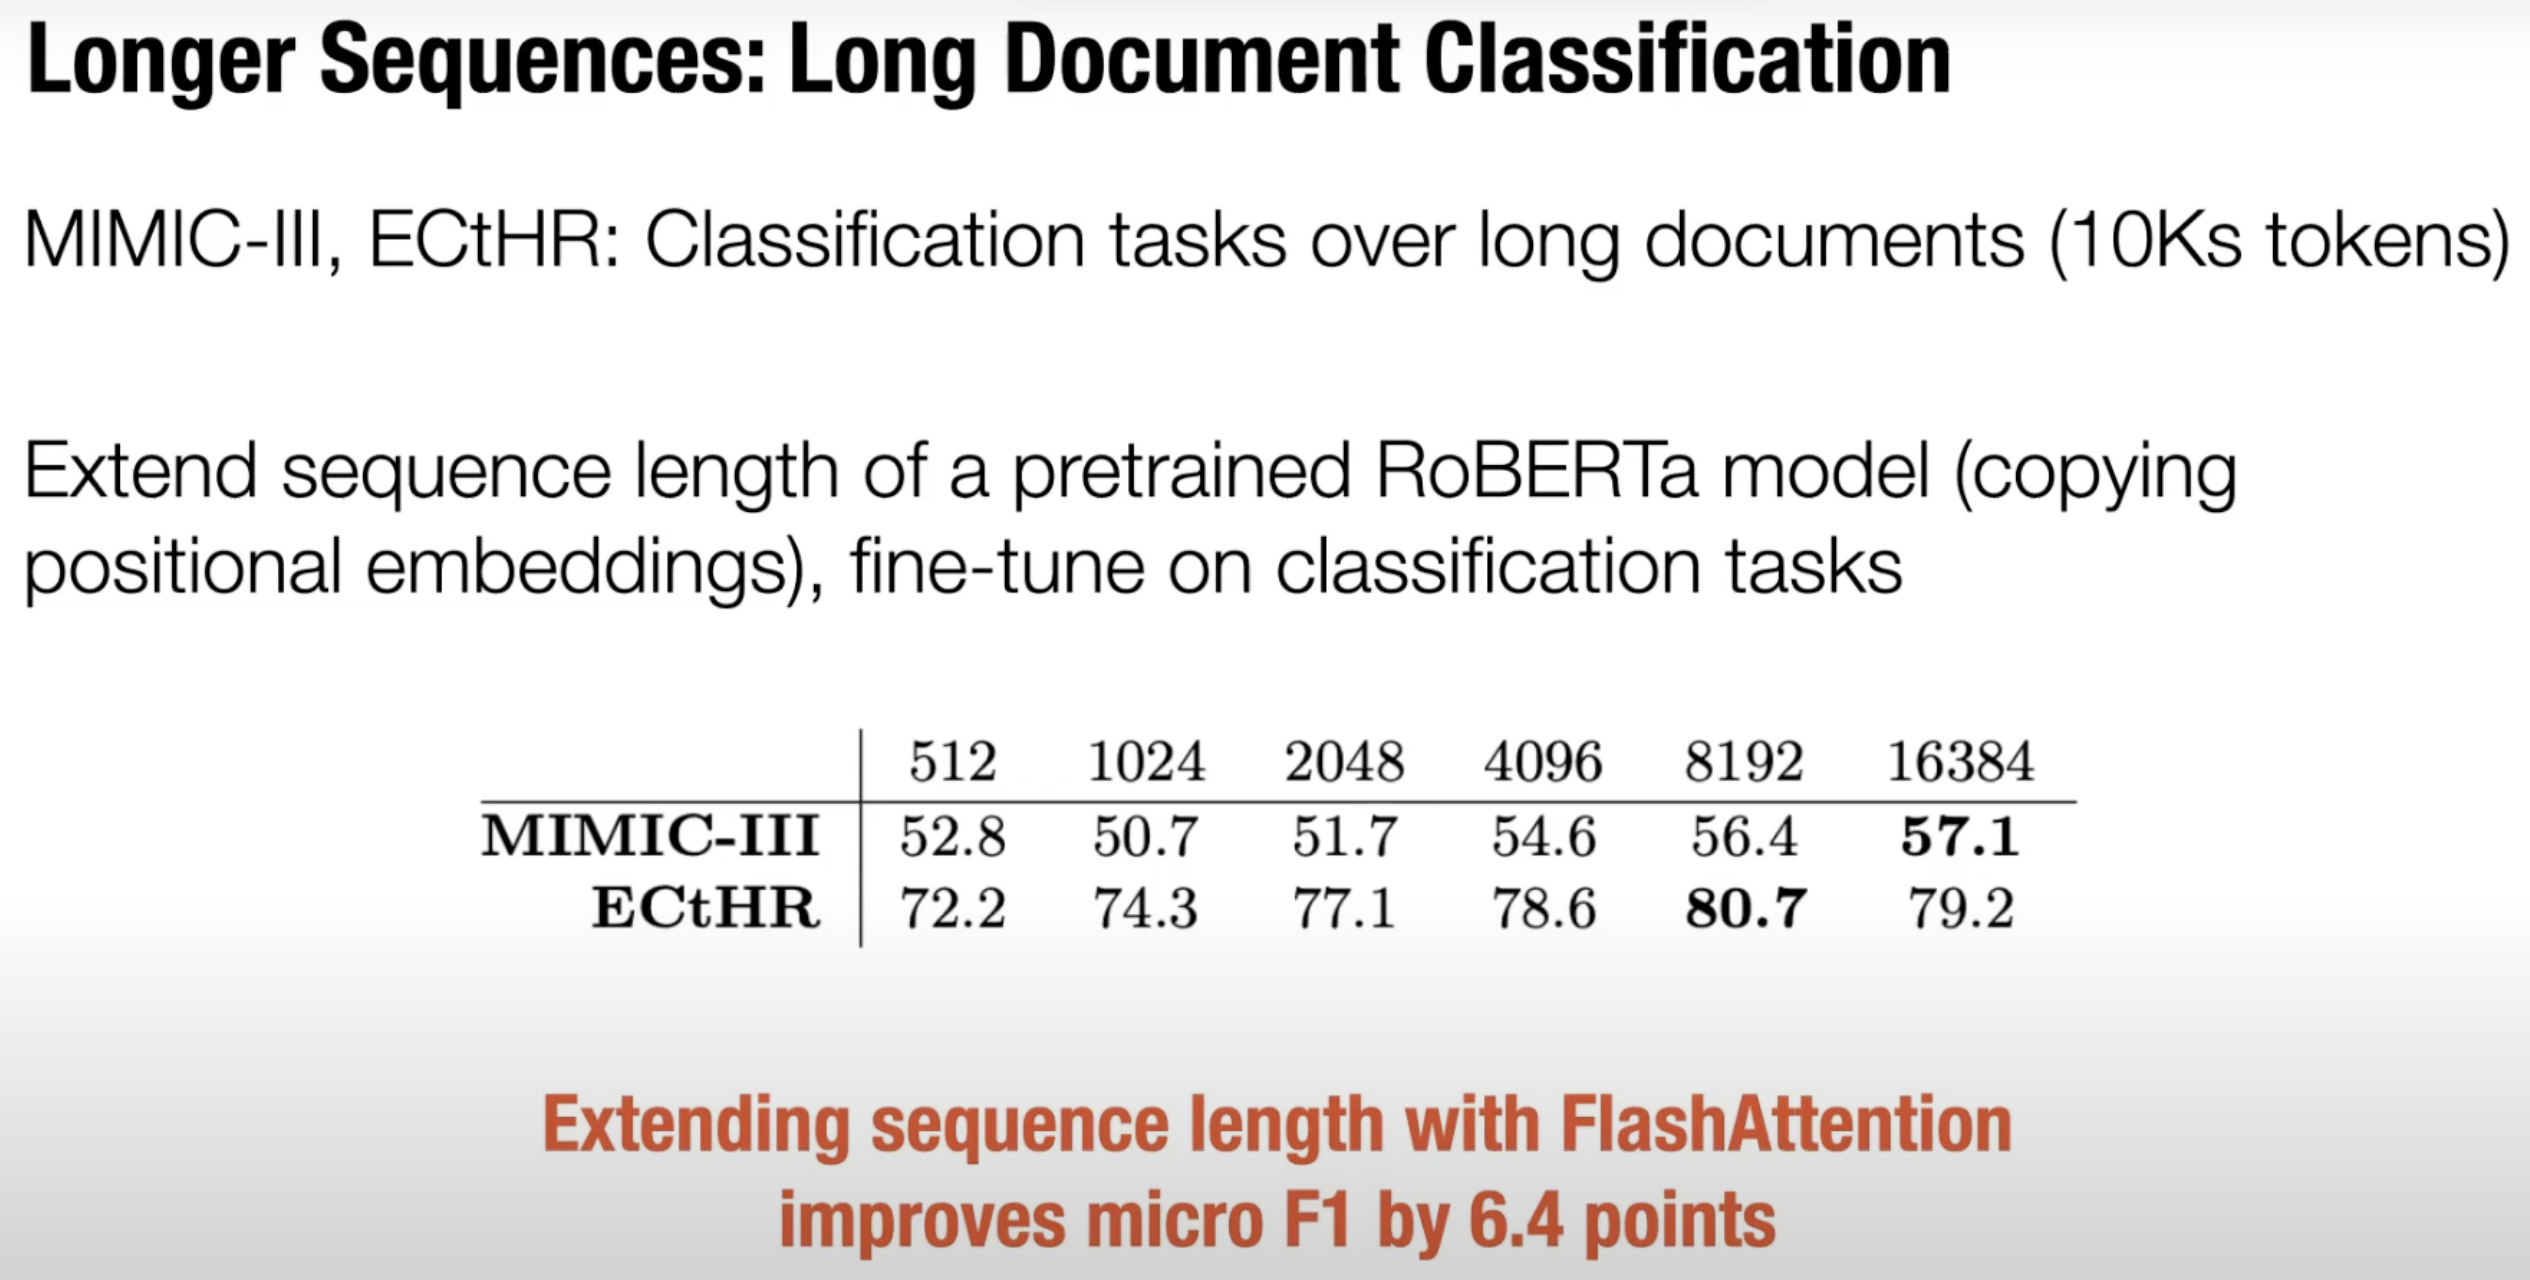 Longer Sequences: Long Document Classification
MIMIC-III, ECtHR: Classification tasks over long documents (10Ks tokens)
Extend sequence length of a pretrained RoBERTa model (copying
positional embeddings), fine-tune on classification tasks
512 1024 2048 4096 8192 16384
MIMIC-III 52.8 50.7 51.7 54.6 56.4 57.1
ECtHR 72.2 74.3 77.1 78.6 80.7 79.2
Extending sequence length with FlashAttention
improves micro F1 by 6.4 points